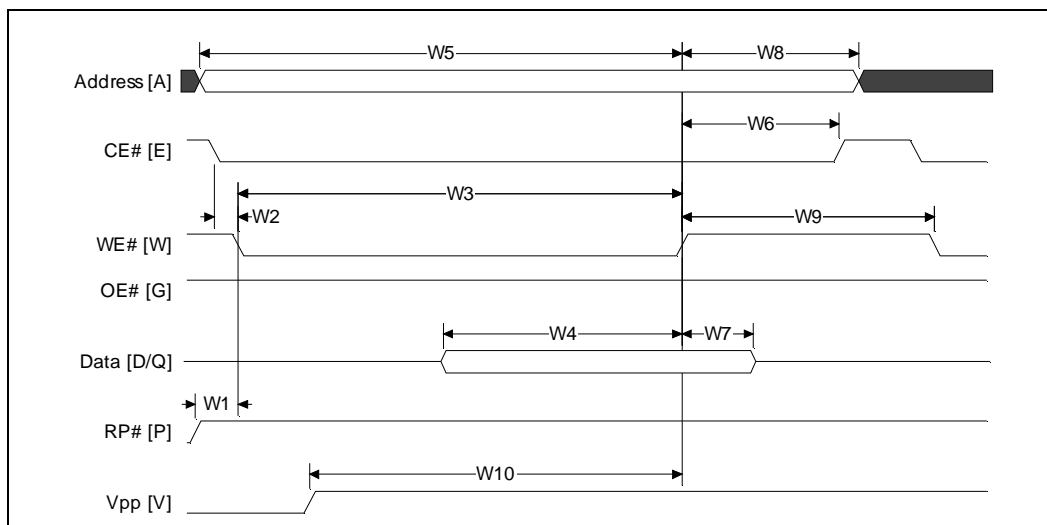 W5
W8
Address [A]
W6
CE# [E]
W3
W2
W9
WE# [W]
OE# [G]
W4
W7
Data [D/Q]
W1
RP# [P]
W10
Vpp [V]